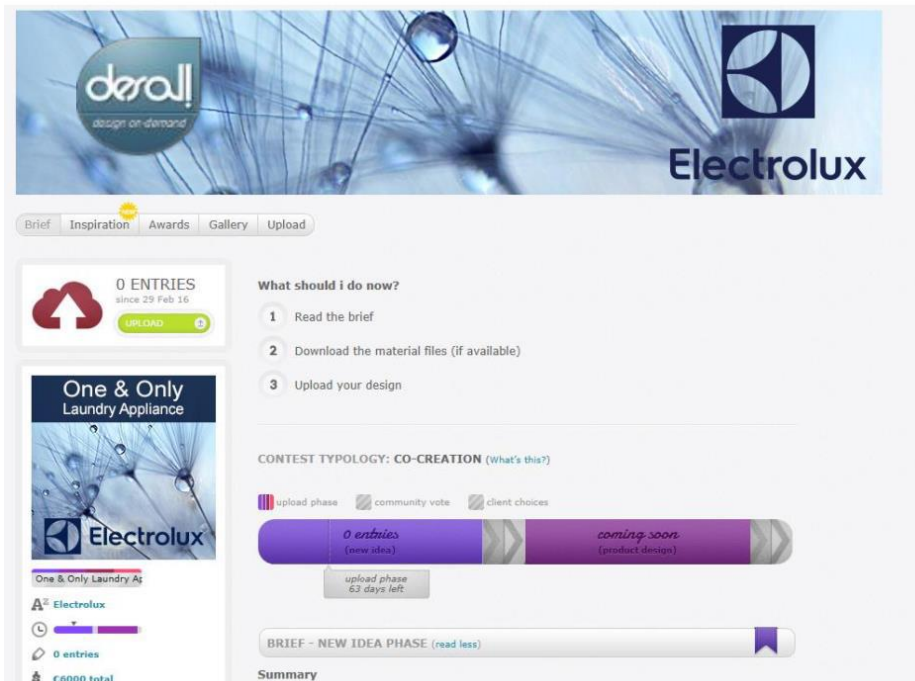 desall
design on-demand
Electrolux
new
Brief Inspiration Awards Gallery Upload
0 ENTRIES
since 29 Feb 16
UPLOAD
What should i do now?
1 Read the brief
2 Download the material files (if available)
3 Upload your design
One & Only
Laundry Appliance
Electrolux
One & Only Laundry Ap
Electrolux
0 entries
€6000 total
CONTEST TYPOLOGY: CO-CREATION (What's this?)
upload phase community vote client choices
0 entries
(new idea)
coming soon
(product design)
upload phase
63 days left
BRIEF - NEW IDEA PHASE (read less)
Summary